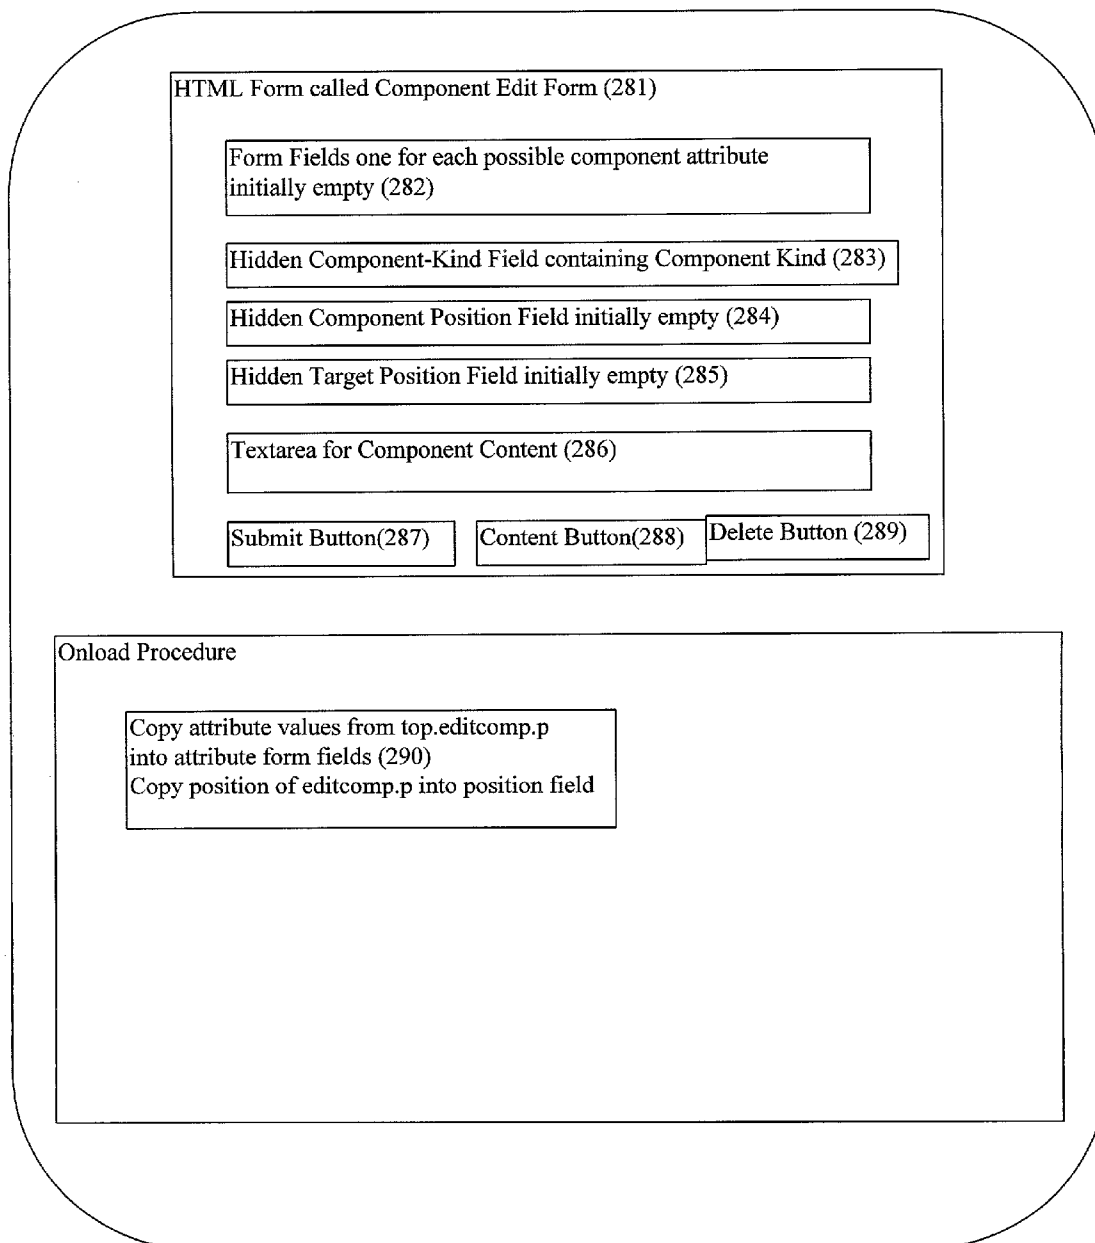 HTML Form called Component Edit Form (281)
Form Fields one for each possible component attribute
initially empty (282)
Hidden Component-Kind Field containing Component Kind (283)
Hidden Component Position Field initially empty (284)
Hidden Target Position Field initially empty (285)
Textarea for Component Content (286)
Submit Button(287)
Content Button(288)
Delete Button (289)
Onload Procedure
Copy attribute values from top.editcomp.p
into attribute form fields (290)
Copy position of editcomp.p into position field